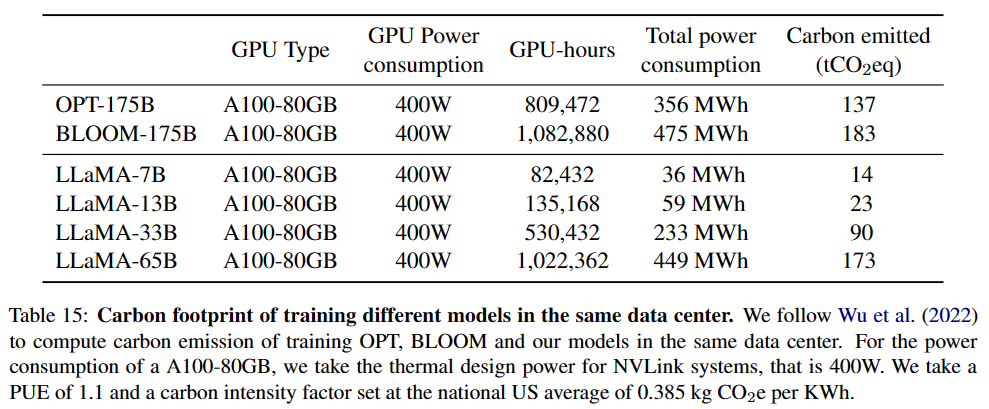 GPU Type GPU Power consumption GPU-hours Total power consumption Carbon emitted (tCO₂eq)
OPT-175B A100-80GB 400W 809,472 356 MWh 137
BLOOM-175B A100-80GB 400W 1,082,880 475 MWh 183
LLaMA-7B A100-80GB 400W 82,432 36 MWh 14
LLaMA-13B A100-80GB 400W 135,168 59 MWh 23
LLaMA-33B A100-80GB 400W 530,432 233 MWh 90
LLaMA-65B A100-80GB 400W 1,022,362 449 MWh 173
Table 15: Carbon footprint of training different models in the same data center. We follow Wu et al. (2022)
to compute carbon emission of training OPT, BLOOM and our models in the same data center. For the power
consumption of a A100-80GB, we take the thermal design power for NVLink systems, that is 400W. We take a
PUE of 1.1 and a carbon intensity factor set at the national US average of 0.385 kg CO₂e per KWh.